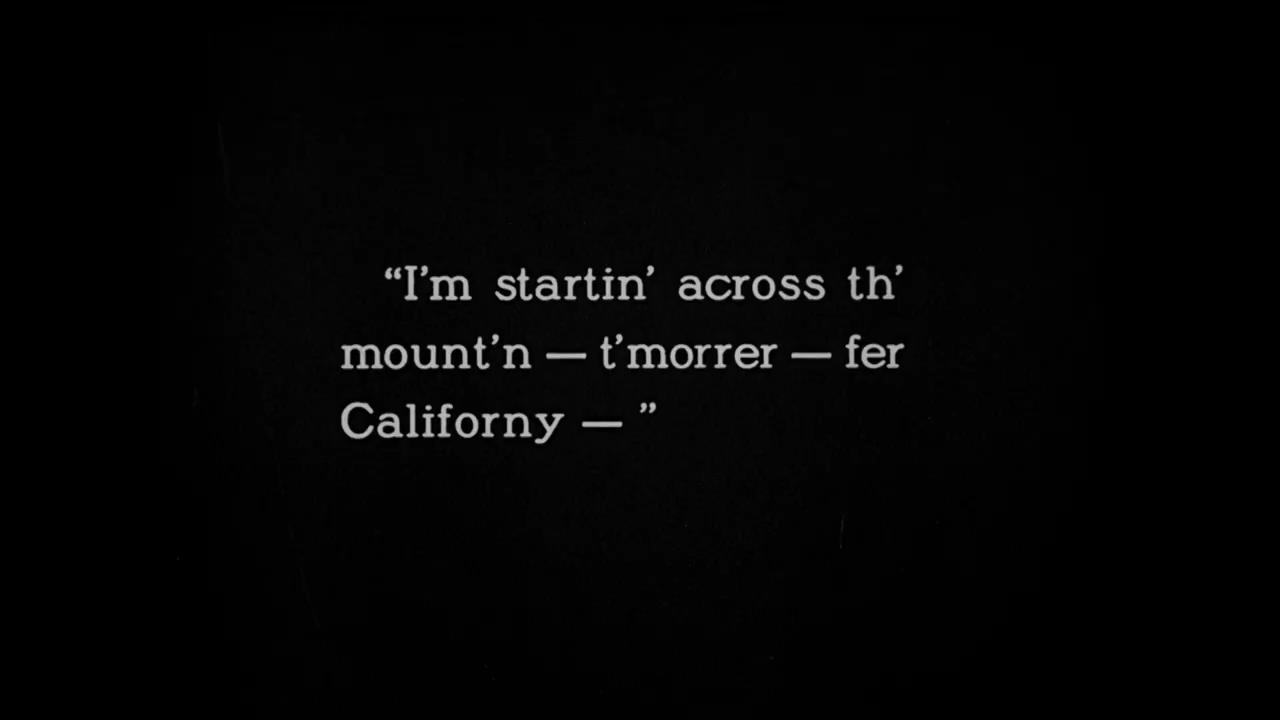 “I’m startin’ across th’
mount’n — t’morrer — fer
Californy — ”